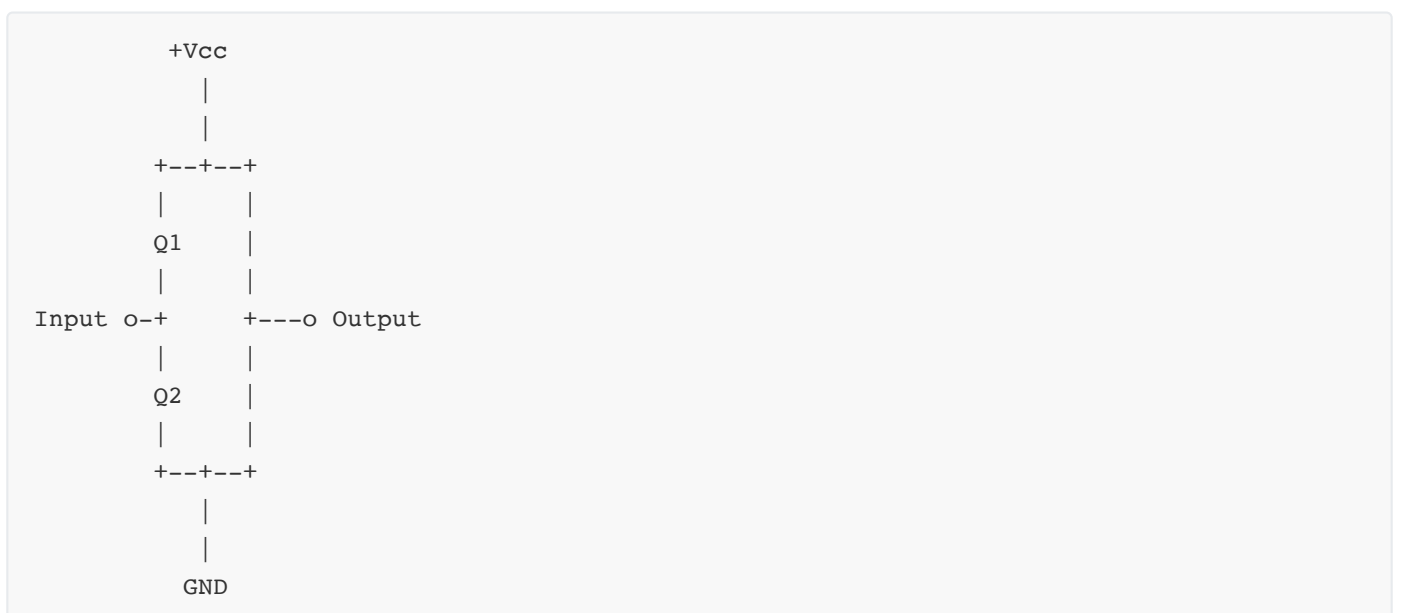 +Vcc
|
|
+--+--+
|     |
Q1    |
|     |
Input o-+     +---o Output
|     |
Q2    |
|     |
+--+--+
|
|
GND